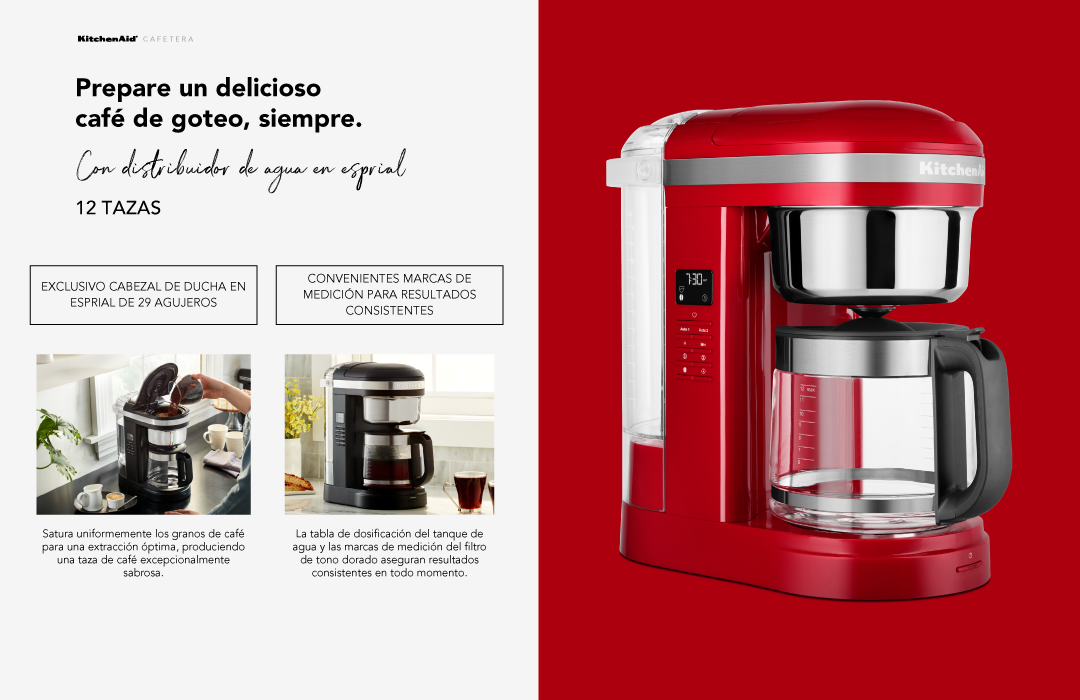 KitchenAid CAFETERA
Prepare un delicioso
café de goteo, siempre.
Con distribuidor de agua en esprial
12 TAZAS
EXCLUSIVO CABEZAL DE DUCHA EN
ESPRIAL DE 29 AGUJEROS
CONVENIENTES MARCAS DE
MEDICIÓN PARA RESULTADOS
CONSISTENTES
Satura uniformemente los granos de café
para una extracción óptima, produciendo
una taza de café excepcionalmente
sabrosa.
La tabla de dosificación del tanque de
agua y las marcas de medición del filtro
de tono dorado aseguran resultados
consistentes en todo momento.
KitchenAi
7:30